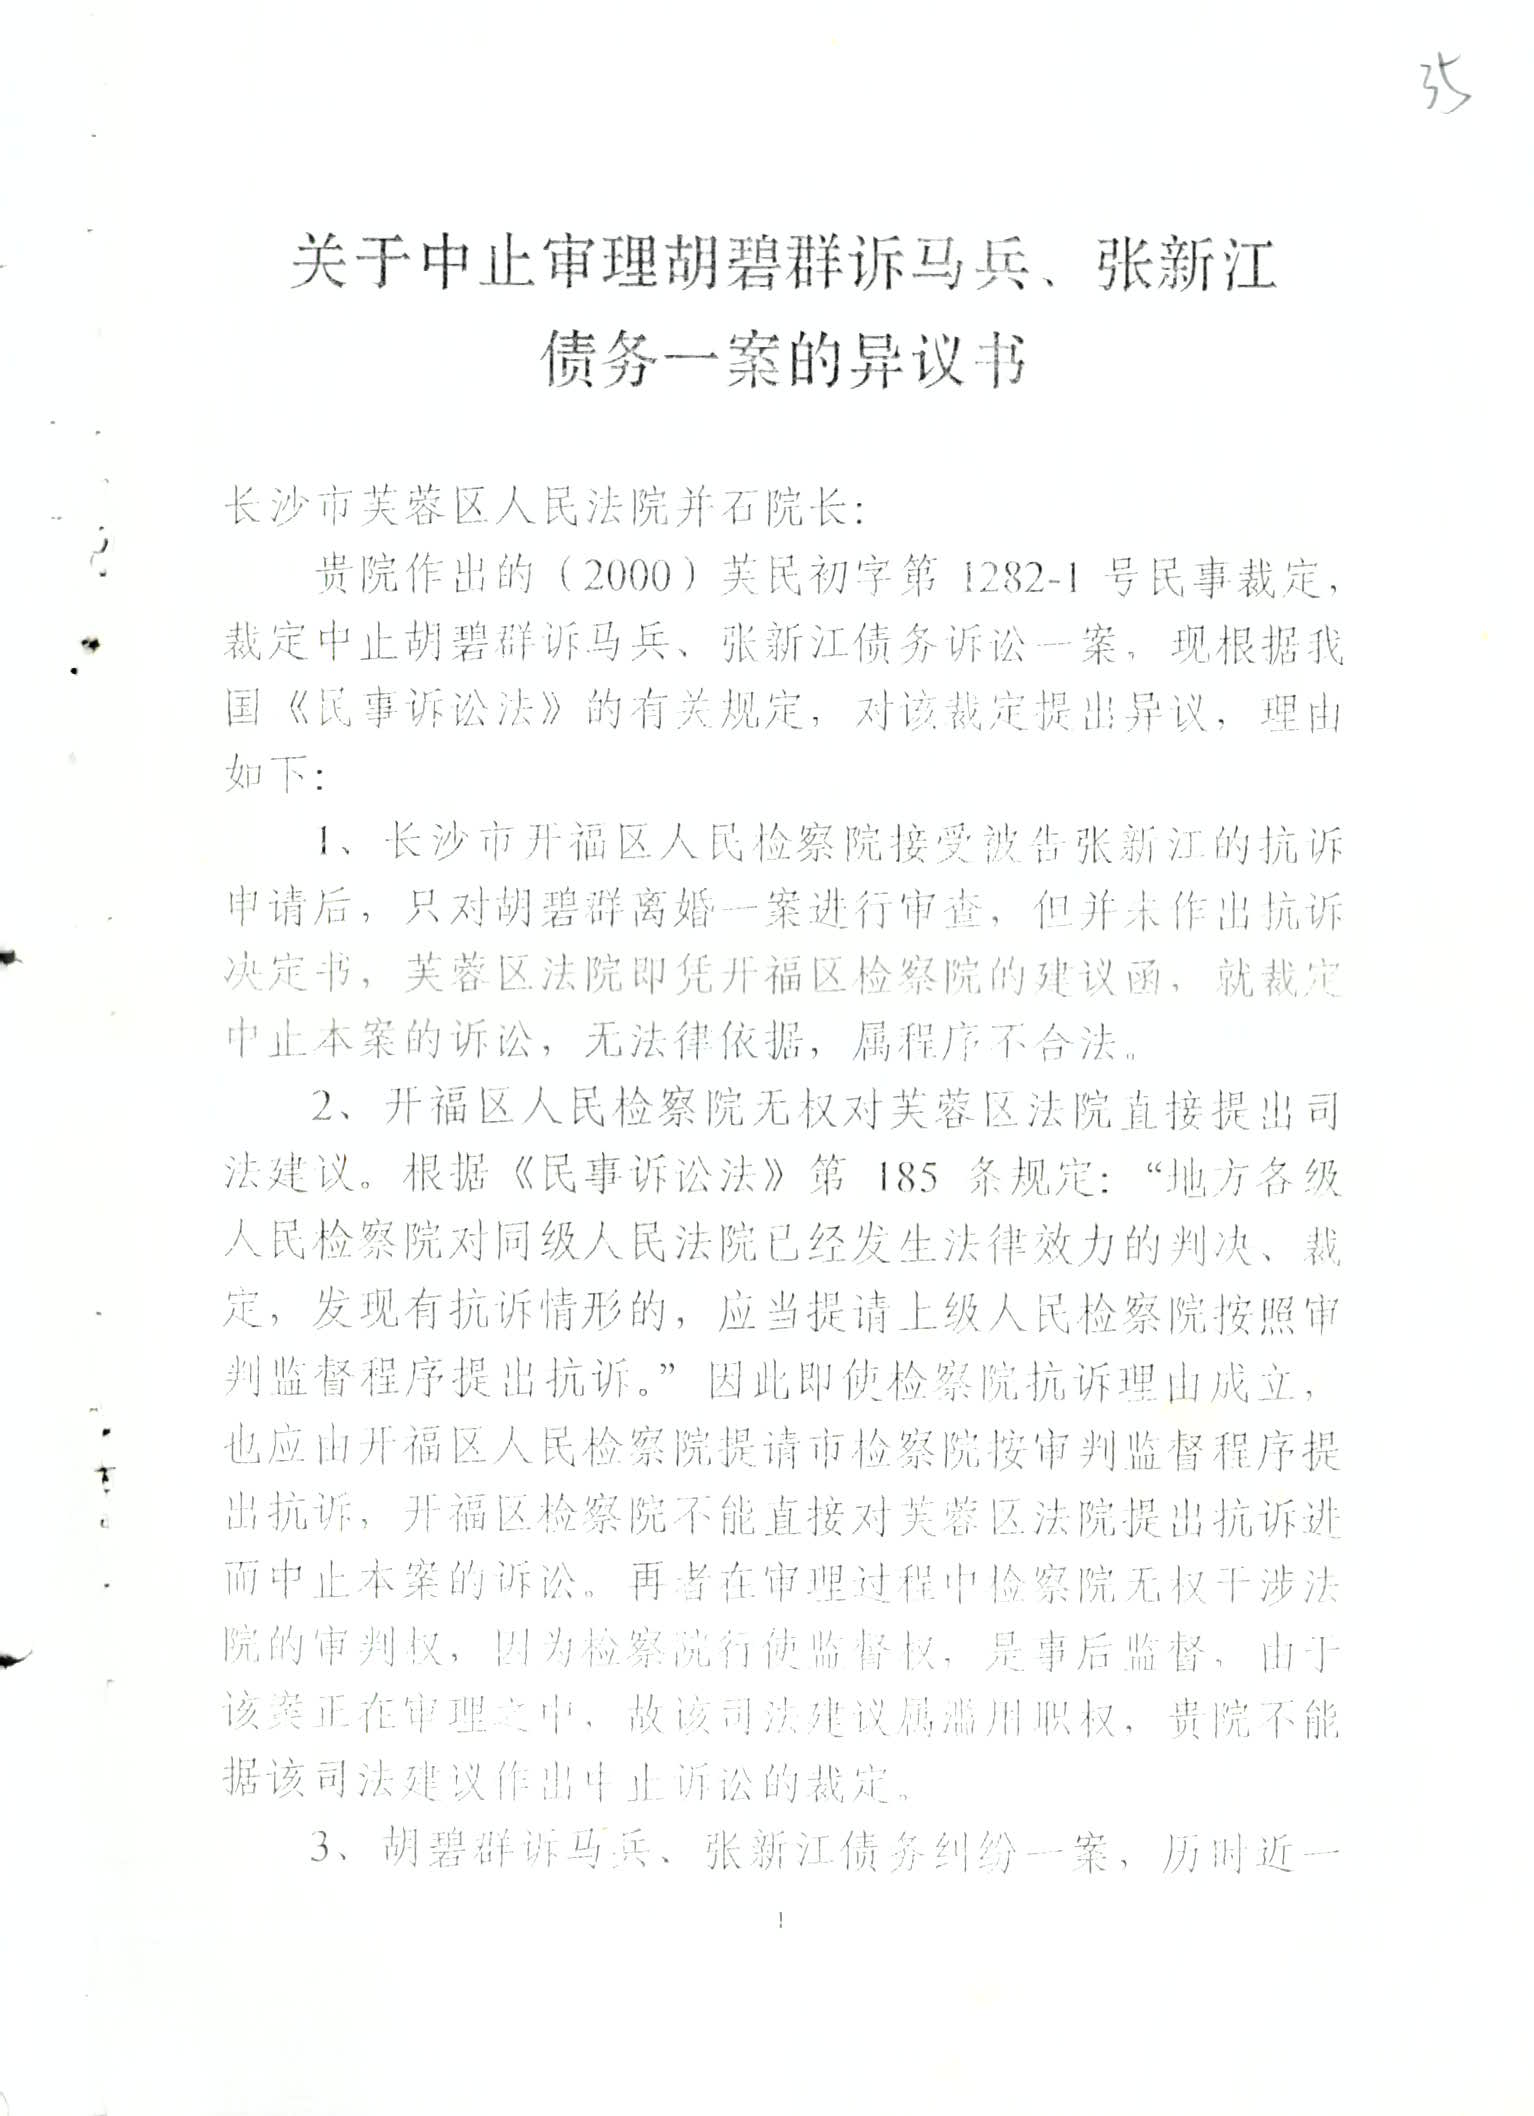 35
关于中止审理胡碧群诉马兵、张新江
债务一案的异议书
长沙市芙蓉区人民法院并石院长：
贵院作出的（2000）芙民初字第 1282-1 号民事裁定，
裁定中止胡碧群诉马兵、张新江债务诉讼一案，现根据我
国《民事诉讼法》的有关规定，对该裁定提出异议，理由
如下：
1、长沙市开福区人民检察院接受被告张新江的抗诉
申请后，只对胡碧群离婚一案进行审查，但并未作出抗诉
决定书，芙蓉区法院即凭开福区检察院的建议函，就裁定
中止本案的诉讼，无法律依据，属程序不合法。
2、开福区人民检察院无权对芙蓉区法院直接提出司
法建议。根据《民事诉讼法》第 185 条规定：“地方各级
人民检察院对同级人民法院已经发生法律效力的判决、裁
定，发现有抗诉情形的，应当提请上级人民检察院按照审
判监督程序提出抗诉。”因此即使检察院抗诉理由成立，
也应由开福区人民检察院提请市检察院按审判监督程序提
出抗诉，开福区检察院不能直接对芙蓉区法院提出抗诉进
而中止本案的诉讼。再者在审理过程中检察院无权干涉法
院的审判权，因为检察院行使监督权，是事后监督，由于
该案正在审理之中，故该司法建议属滥用职权，贵院不能
据该司法建议作出中止诉讼的裁定。
3、胡碧群诉马兵、张新江债务纠纷一案，历时近一
1